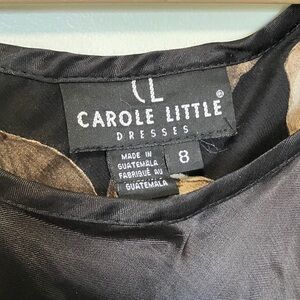 CL
CAROLE LITTLE®
DRESSES
MADE IN
GUATEMALA
FABRIQUÉ AU
GUATEMALA
8